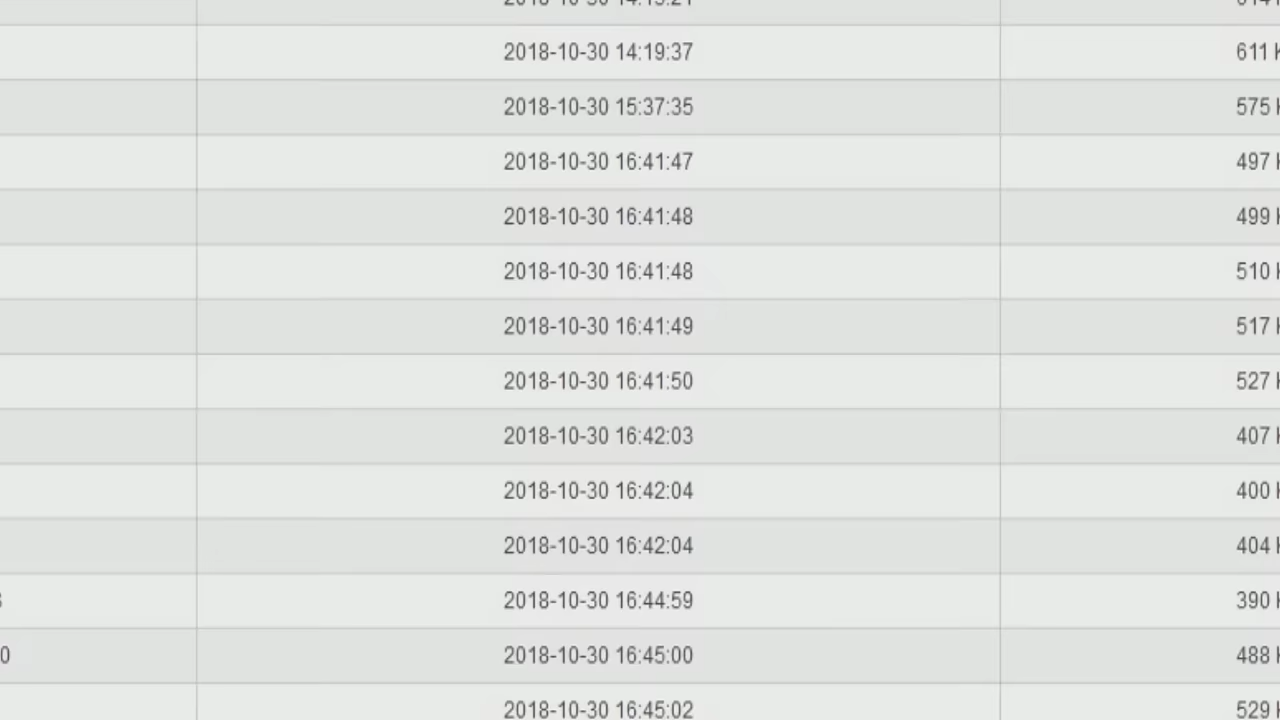 2018-10-30 14:19:37 611 K
2018-10-30 15:37:35 575 K
2018-10-30 16:41:47 497 K
2018-10-30 16:41:48 499 K
2018-10-30 16:41:48 510 K
2018-10-30 16:41:49 517 K
2018-10-30 16:41:50 527 K
2018-10-30 16:42:03 407 K
2018-10-30 16:42:04 400 K
2018-10-30 16:42:04 404 K
2018-10-30 16:44:59 390 K
0 2018-10-30 16:45:00 488 K
2018-10-30 16:45:02 529 K